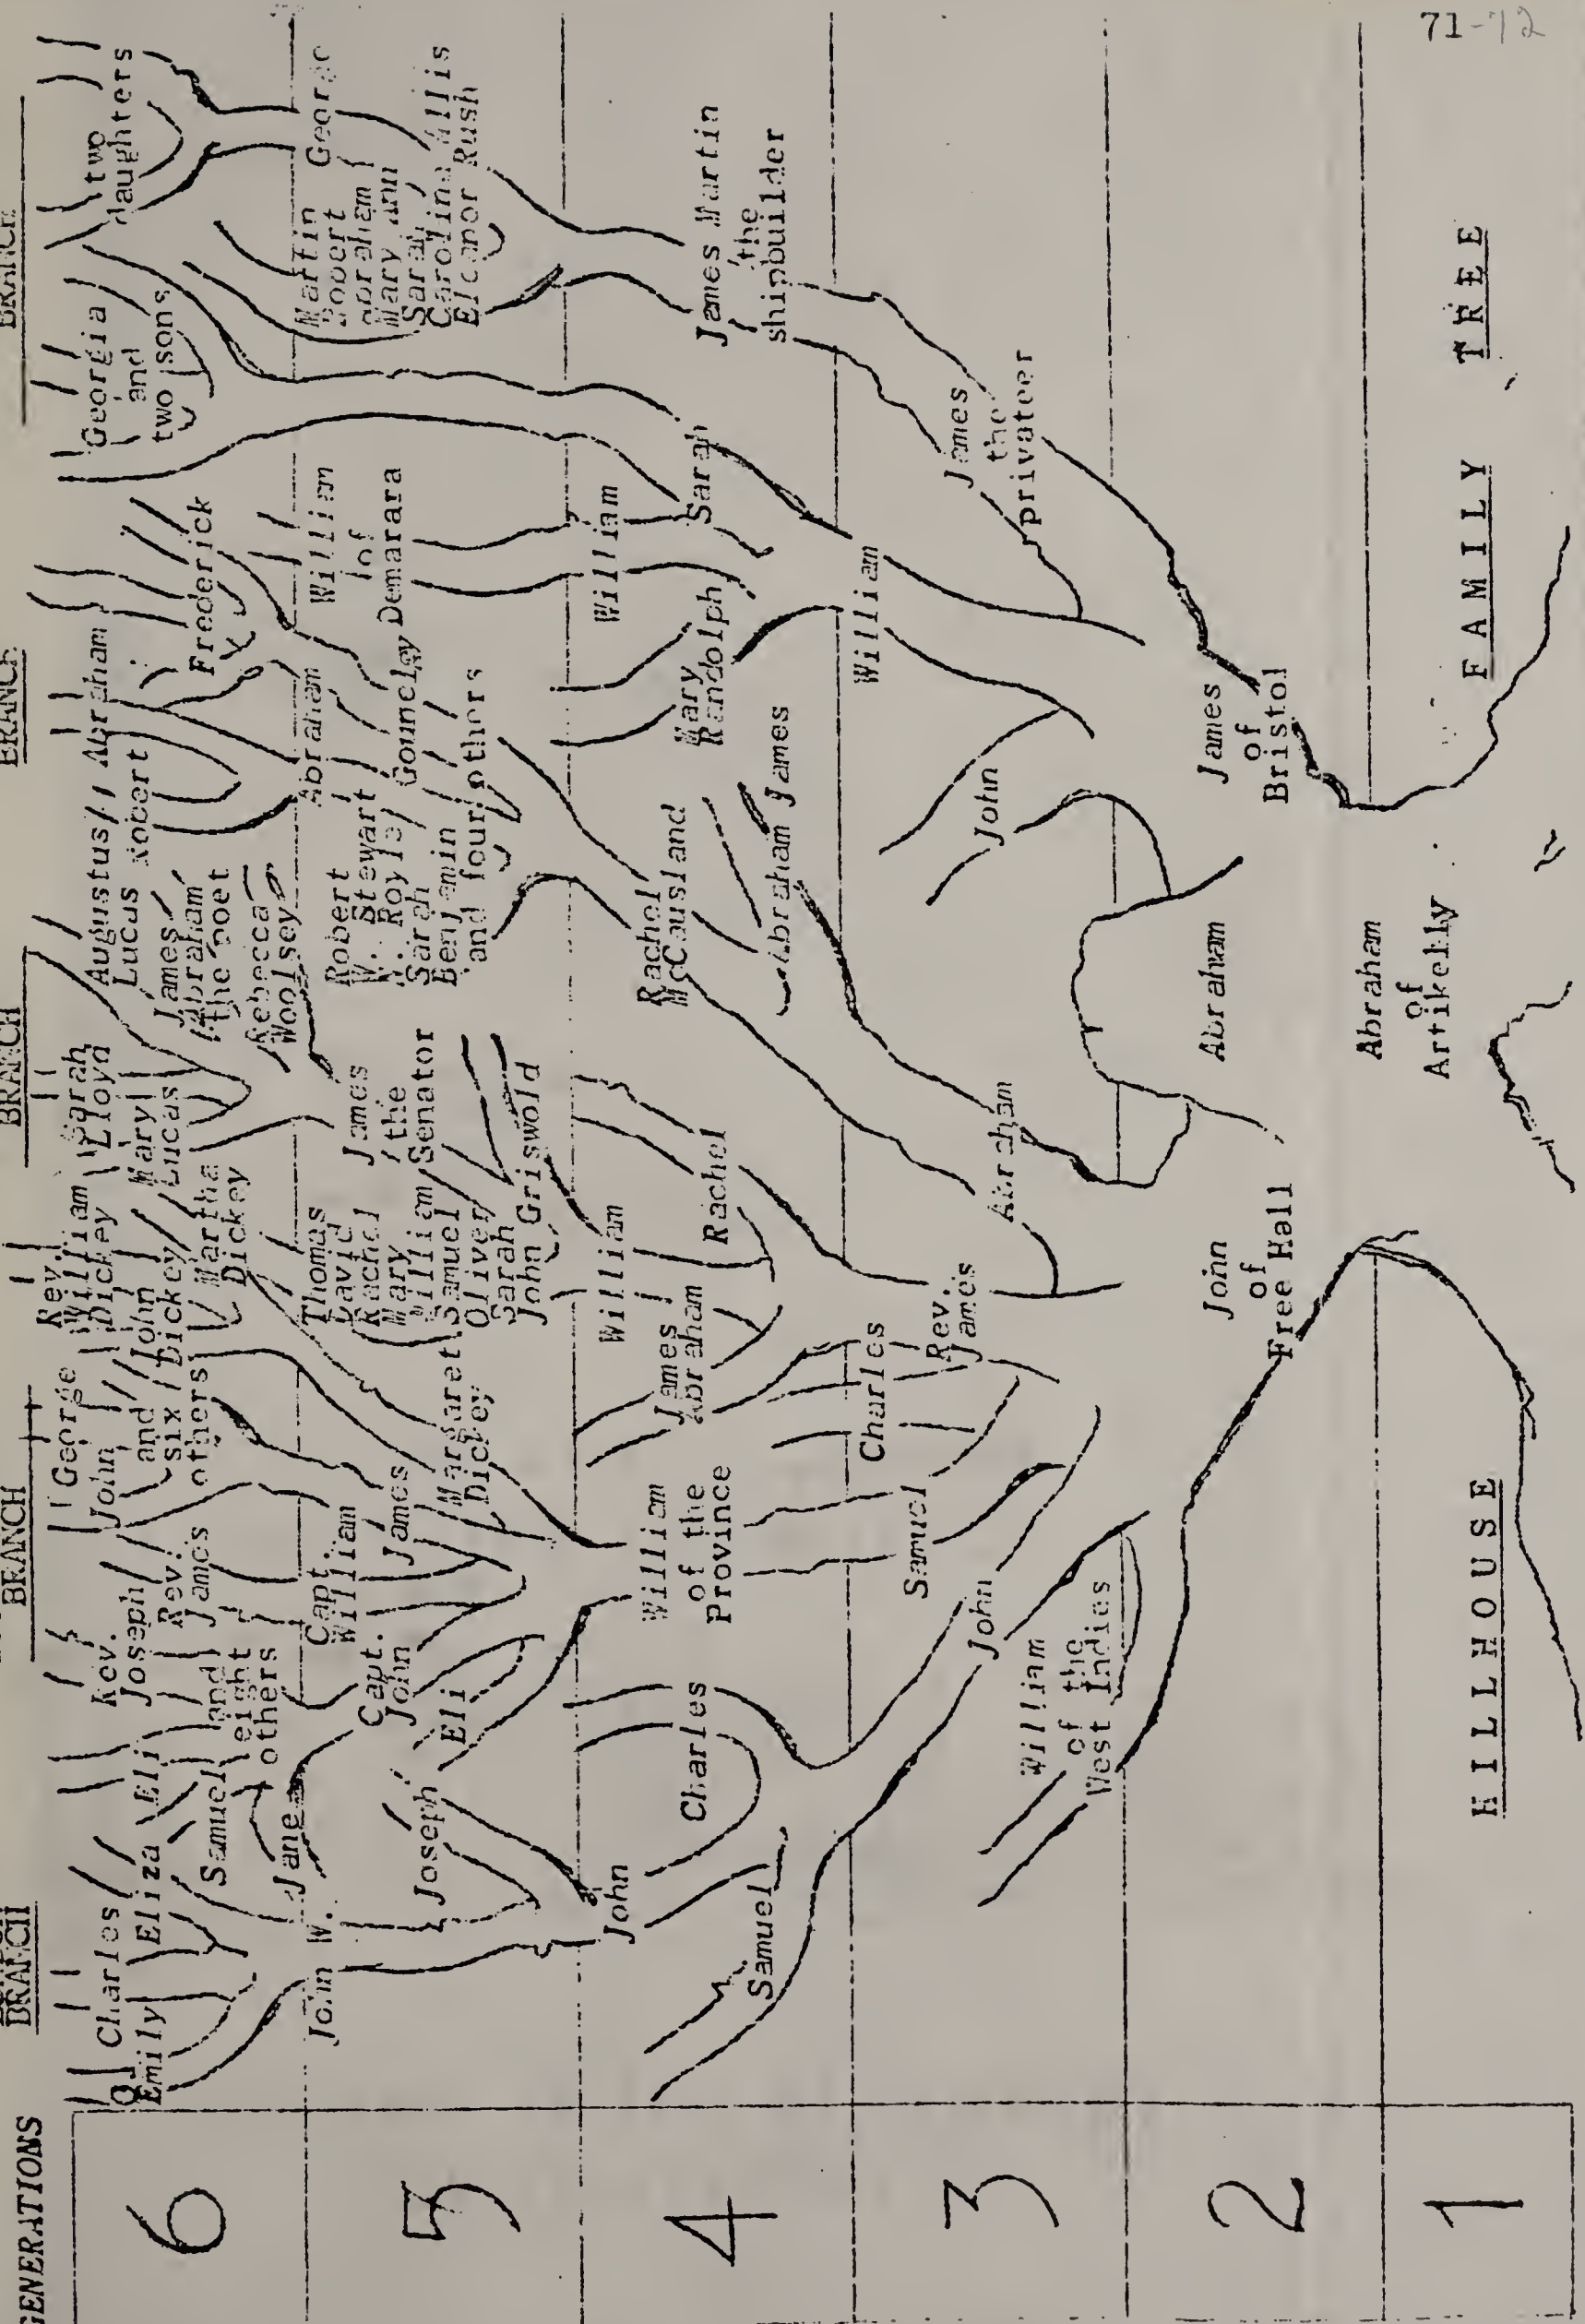 71-72
GENERATIONS
BRANCH
BRANCH
BRANCH
BRANCH
BRANCH
6
Charles
Emily
Eliza
Eli
Samuel
and
eight
others
Jane
Rev.
Joseph
Rev.
James
George
John
and
six
others
Rev.
William
Dickey
John
Dickey
Martha
Dickey
Sarah
Lloyd
Mary
Lucas
Augustus
Lucas
James
Abraham
the poet
Rebecca
Woolsey
Abraham
Robert
Frederick
Georgia
and
two sons
two
daughters
5
John W.
Joseph
Eli
Capt.
John
Capt.
William
James
Margaret
Dickey
Thomas
David
Rachel
Mary
William
Samuel
Oliver
Sarah
John Griswold
James
the
Senator
Robert
W. Stewart
N. Royle
Sarah
Benjamin
and four others
Abraham
Gouncley
William
of
Demarara
Martin
Robert
Abraham
Mary Ann
Sarah
Caroline
Eleanor Rush
George
4
John
Samuel
Charles
William
of the
Province
James
Abraham
William
Rachel
Rachel
McCausland
Abraham
James
Mary
Randolph
William
Sarah
James Martin
the
shipbuilder
3
William
of the
West Indies
John
Samuel
Charles
Rev.
James
Abraham
John
William
James
the
privateer
2
John
of
Free Hall
Abraham
James
of
Bristol
1
Abraham
of
Artikelly
HILLHOUSE FAMILY TREE